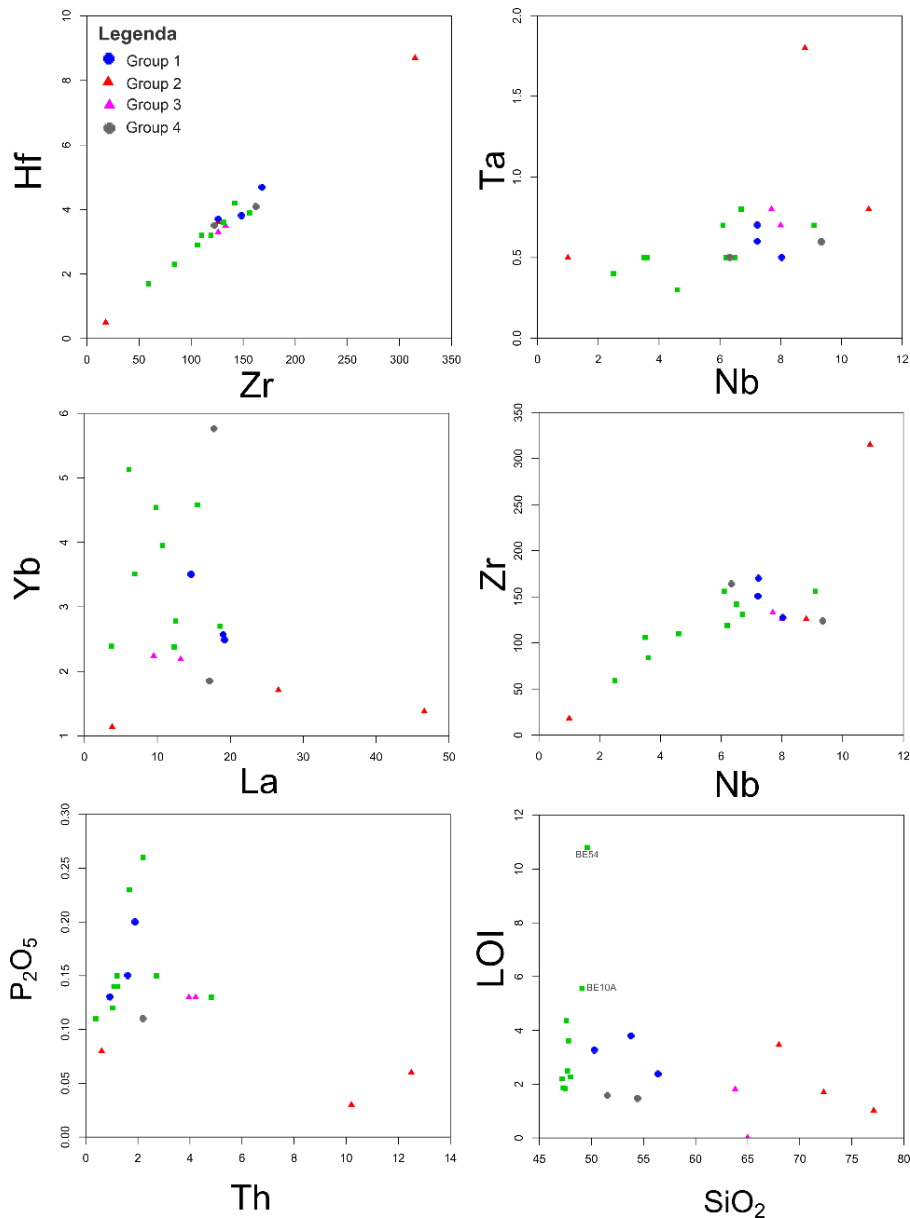 Legenda
Group 1
Group 2
Group 3
Group 4
Hf
0 2 4 6 8 10
0 50 100 150 200 250 300 350
Zr
Ta
0.0 0.5 1.0 1.5 2.0
0 2 4 6 8 10 12
Nb
Yb
1 2 3 4 5 6
0 10 20 30 40 50
La
Zr
0 50 100 150 200 250 300 350
0 2 4 6 8 10 12
Nb
P₂O₅
0.00 0.05 0.10 0.15 0.20 0.25 0.30
0 2 4 6 8 10 12 14
Th
LOI
0 2 4 6 8 10 12
BE54
BE10A
45 50 55 60 65 70 75 80
SiO₂